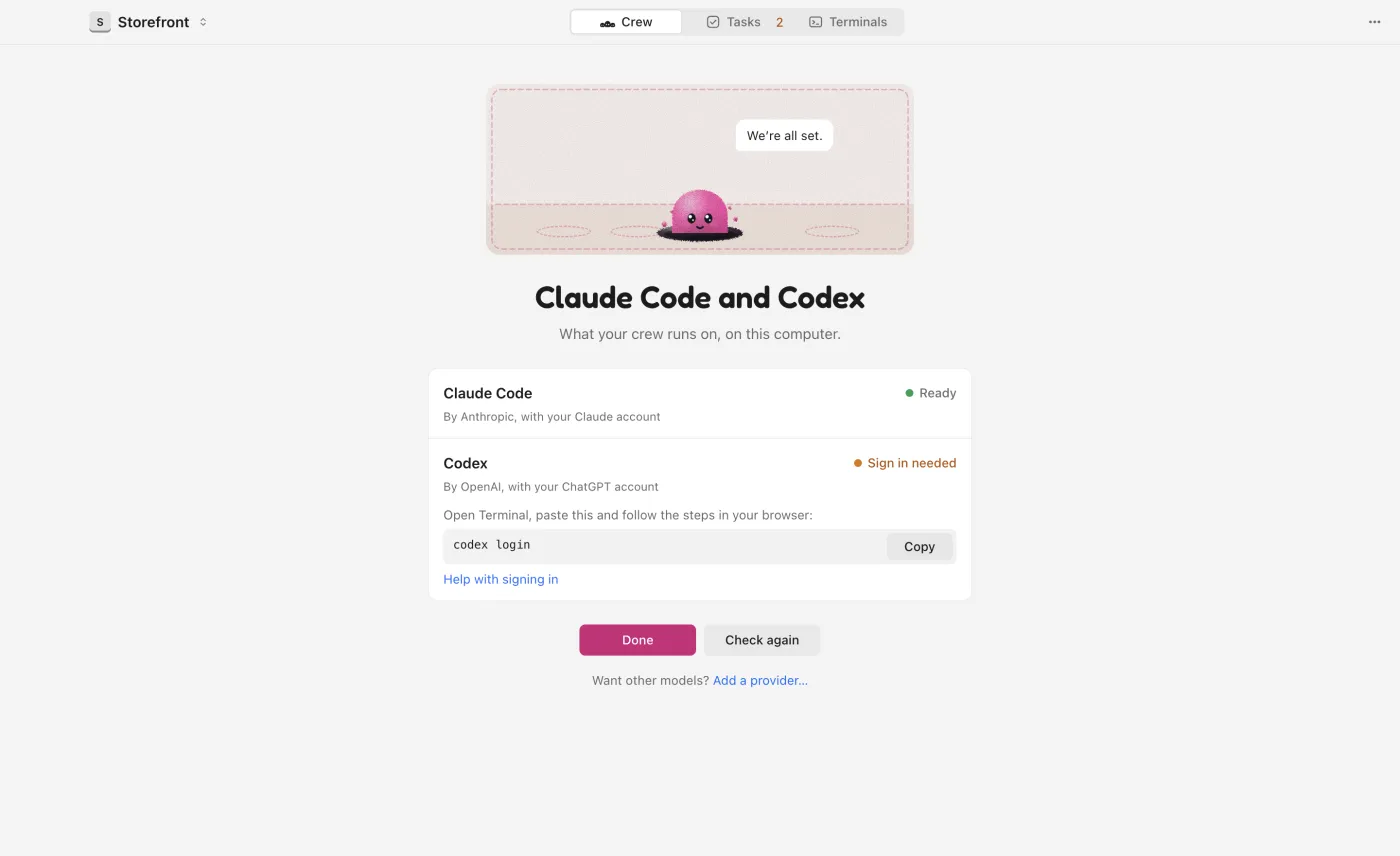 S Storefront
Crew
Tasks 2
Terminals
We're all set.
Claude Code and Codex
What your crew runs on, on this computer.
Claude Code
Ready
By Anthropic, with your Claude account
Codex
Sign in needed
By OpenAI, with your ChatGPT account
Open Terminal, paste this and follow the steps in your browser:
codex login
Copy
Help with signing in
Done
Check again
Want other models? Add a provider...